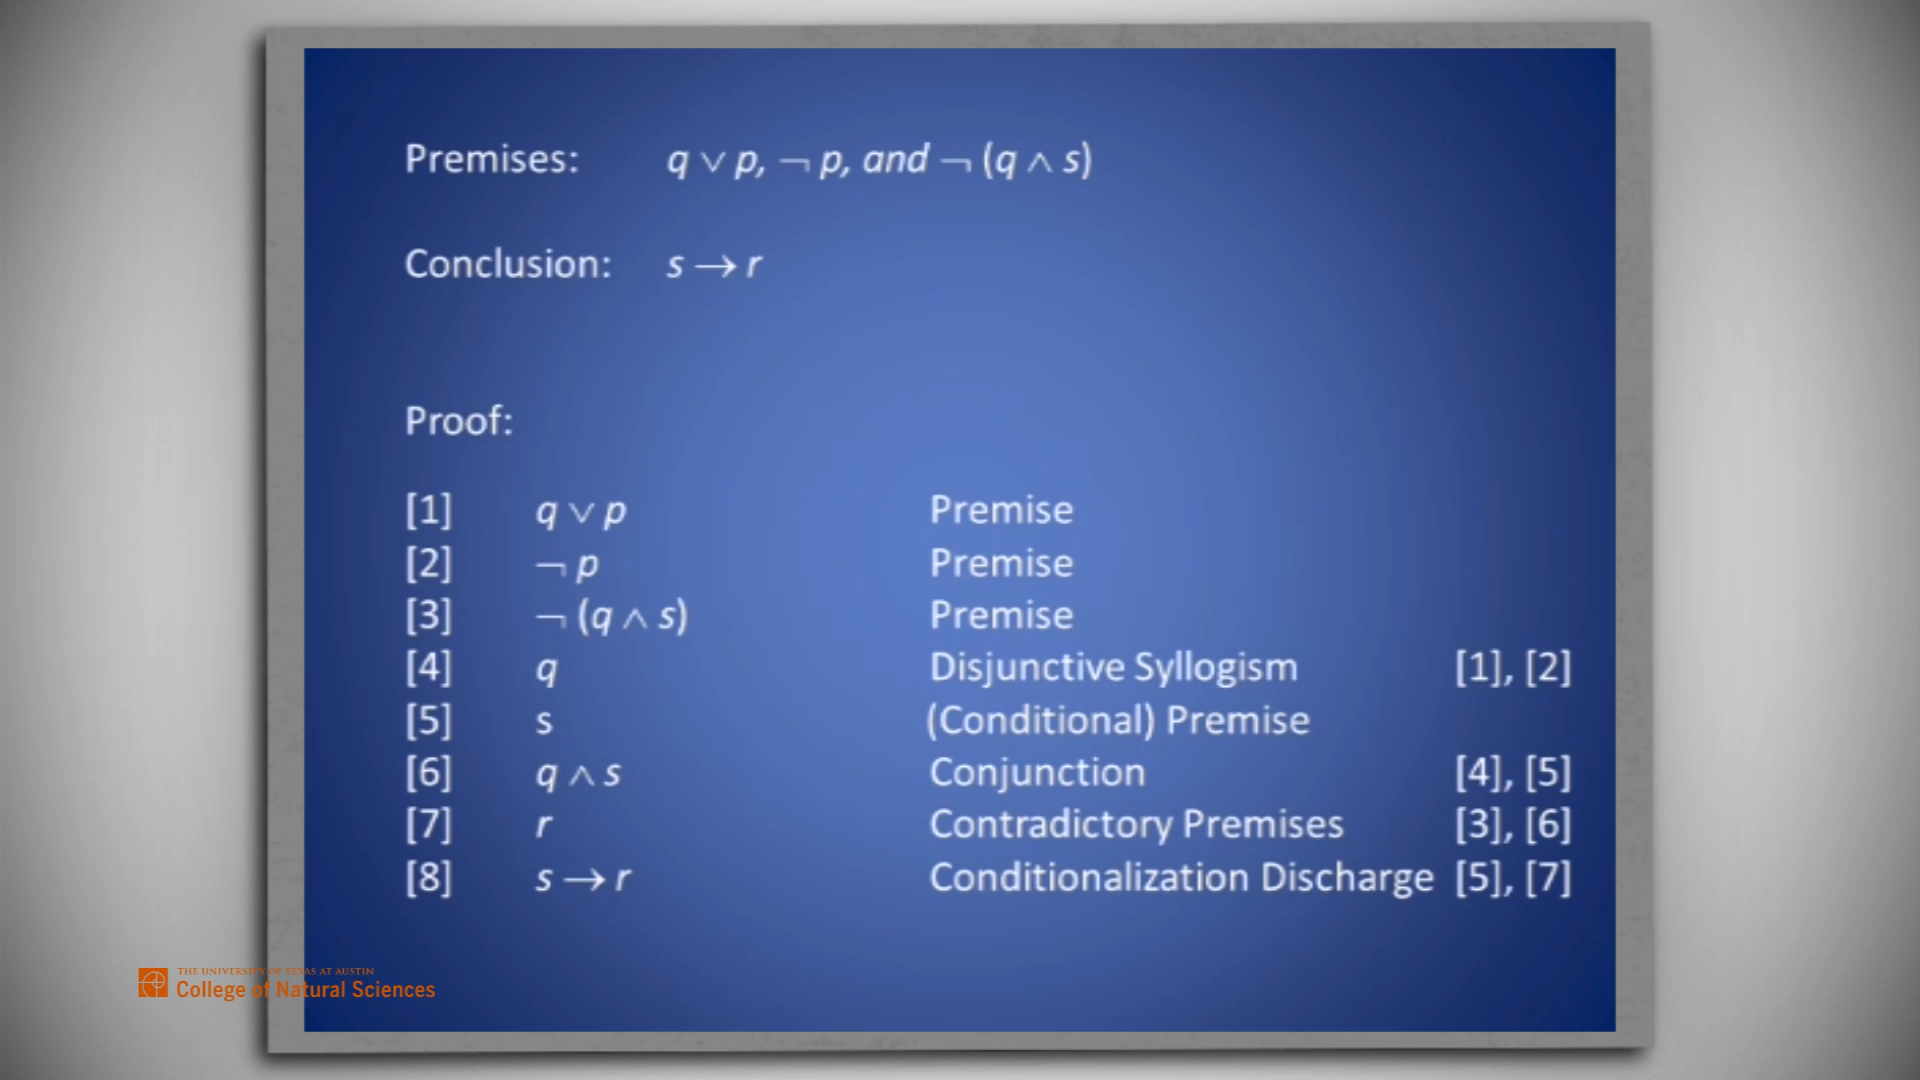 Premises: q ∨ p, ¬ p, and ¬ (q ∧ s)
Conclusion: s → r
Proof:
[1] q ∨ p Premise
[2] ¬ p Premise
[3] ¬ (q ∧ s) Premise
[4] q Disjunctive Syllogism [1], [2]
[5] s (Conditional) Premise
[6] q ∧ s Conjunction [4], [5]
[7] r Contradictory Premises [3], [6]
[8] s → r Conditionalization Discharge [5], [7]
THE UNIVERSITY OF TEXAS AT AUSTIN
College of Natural Sciences